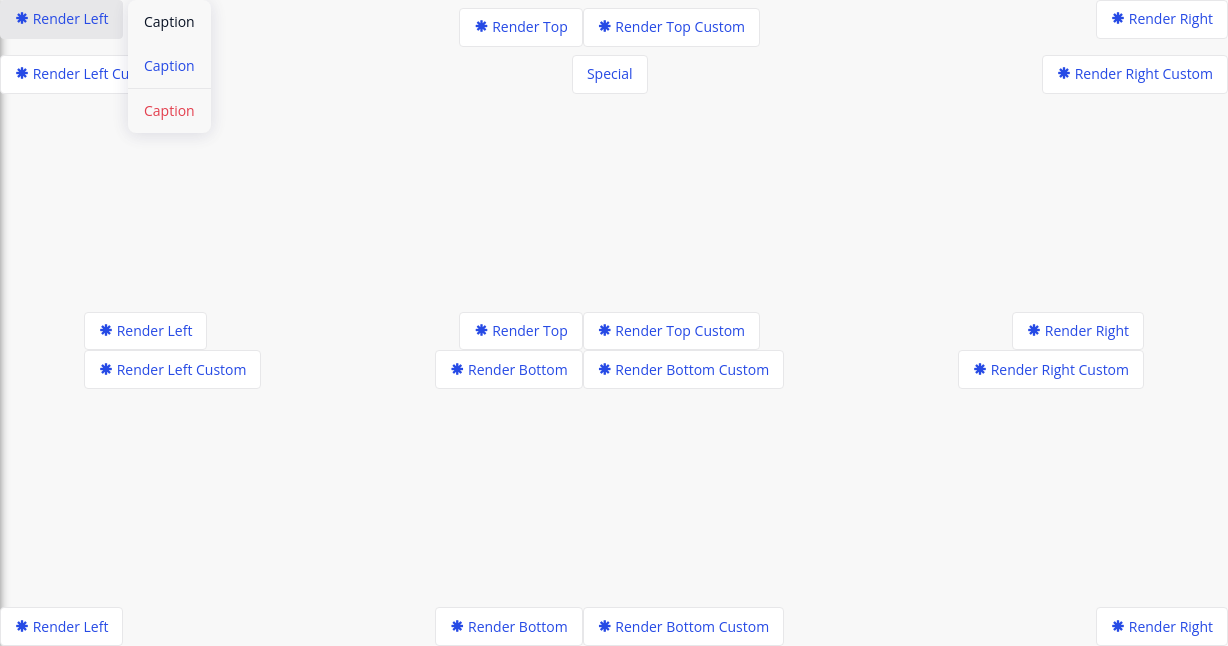 Render Left
Caption
Render Top
Render Top Custom
Render Right
Caption
Render Left Cu
Special
Render Right Custom
Caption
Render Left
Render Top
Render Top Custom
Render Right
Render Left Custom
Render Bottom
Render Bottom Custom
Render Right Custom
Render Left
Render Bottom
Render Bottom Custom
Render Right